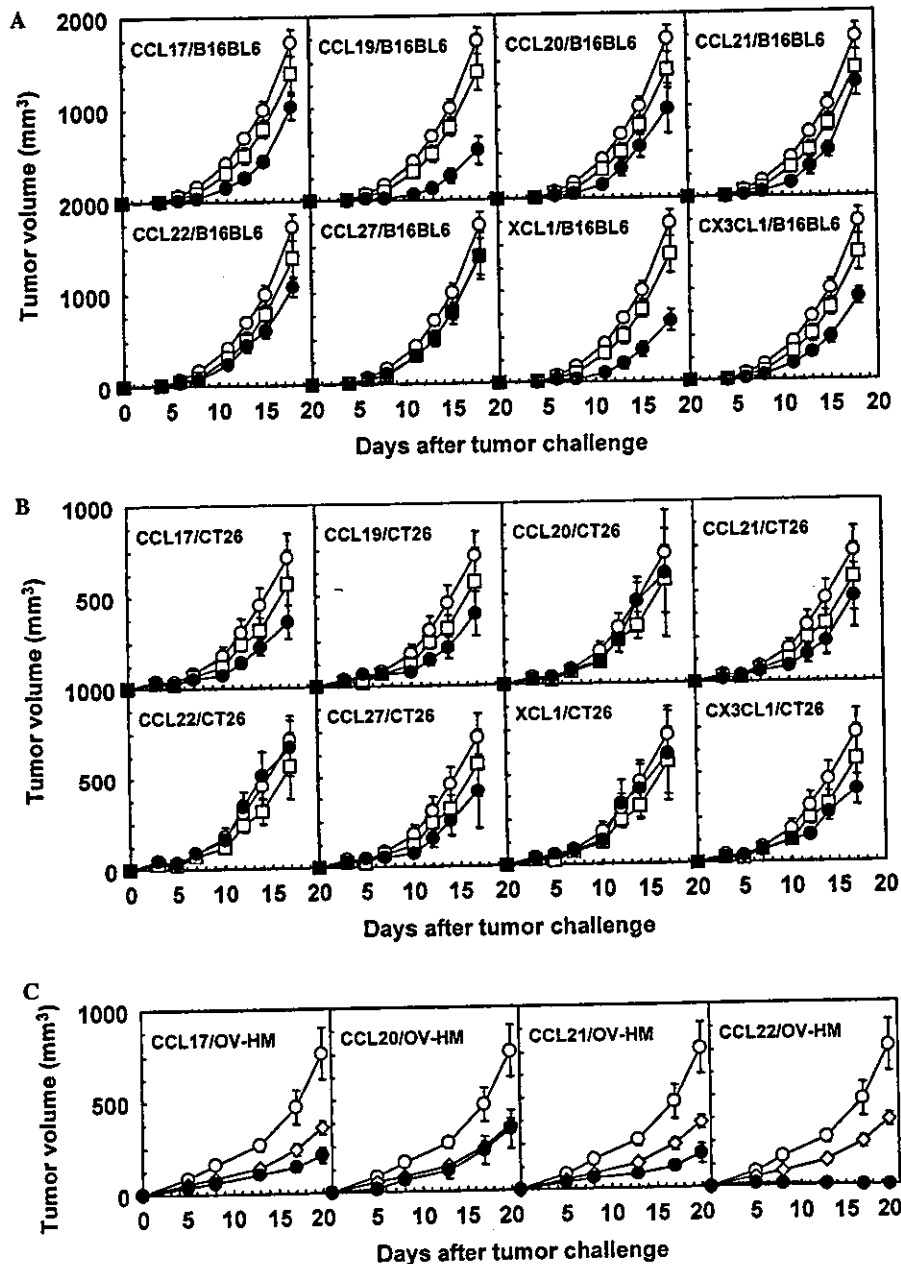 A
CCL17/B16BL6
CCL19/B16BL6
CCL20/B16BL6
CCL21/B16BL6
CCL22/B16BL6
CCL27/B16BL6
XCL1/B16BL6
CX3CL1/B16BL6
Tumor volume (mm³)
2000
1000
0
2000
1000
0
0 5 10 15 20 5 10 15 20 5 10 15 20 5 10 15 20
Days after tumor challenge
B
CCL17/CT26
CCL19/CT26
CCL20/CT26
CCL21/CT26
CCL22/CT26
CCL27/CT26
XCL1/CT26
CX3CL1/CT26
Tumor volume (mm³)
1000
500
1000
500
0
0 5 10 15 20 5 10 15 20 5 10 15 20 5 10 15 20
Days after tumor challenge
C
CCL17/OV-HM
CCL20/OV-HM
CCL21/OV-HM
CCL22/OV-HM
Tumor volume (mm³)
1000
500
0
0 5 10 15 20 5 10 15 20 5 10 15 20 5 10 15 20
Days after tumor challenge